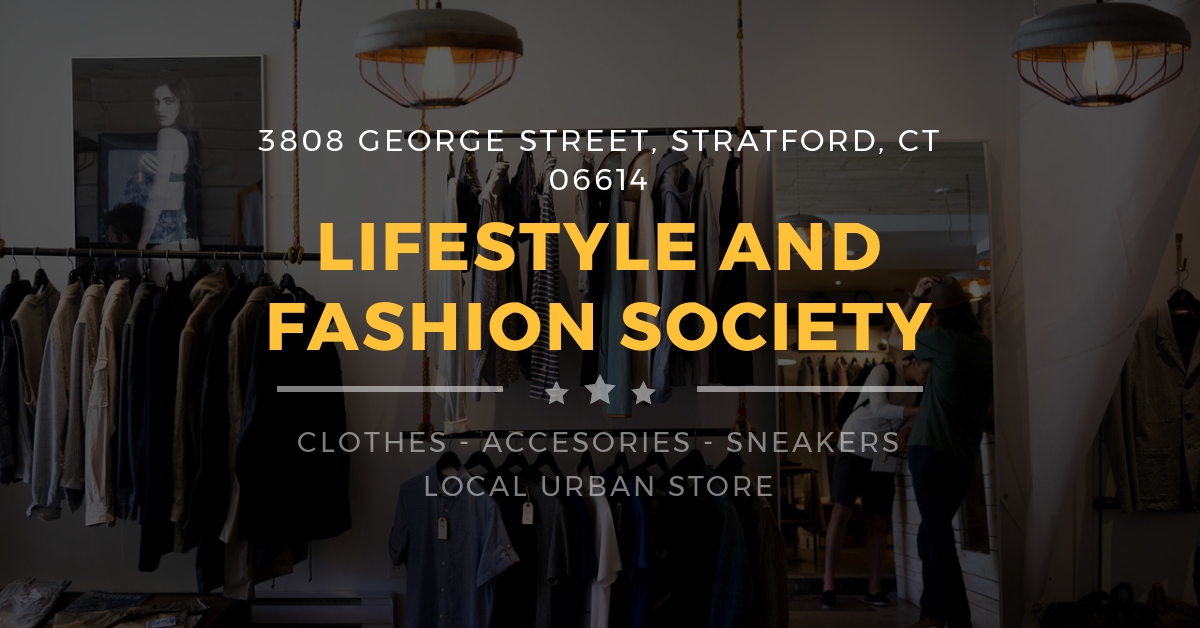 3808 GEORGE STREET, STRATFORD, CT
06614
LIFESTYLE AND
FASHION SOCIETY
CLOTHES - ACCESORIES - SNEAKERS
LOCAL URBAN STORE